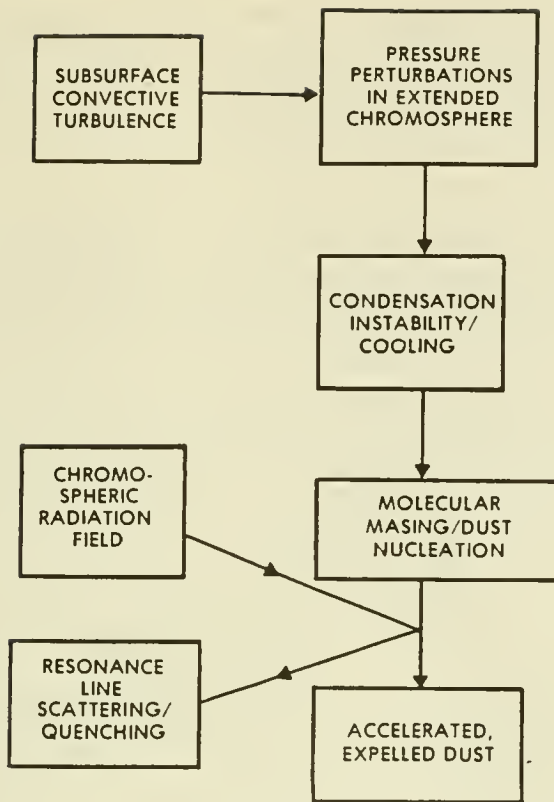 SUBSURFACE
CONVECTIVE
TURBULENCE
PRESSURE
PERTURBATIONS
IN EXTENDED
CHROMOSPHERE
CONDENSATION
INSTABILITY/
COOLING
CHROMO-
SPHERIC
RADIATION
FIELD
MOLECULAR
MASING/DUST
NUCLEATION
RESONANCE
LINE
SCATTERING/
QUENCHING
ACCELERATED,
EXPELLED DUST